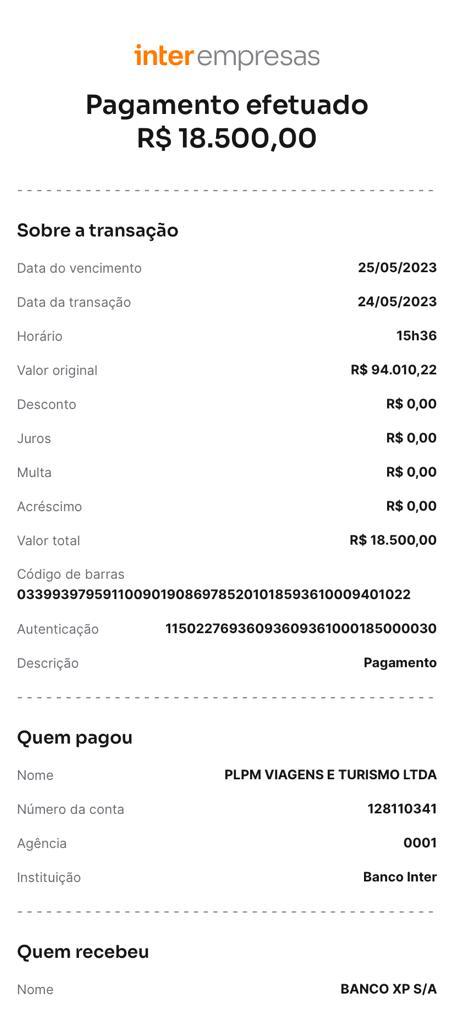 inter empresas
Pagamento efetuado
R$ 18.500,00
Sobre a transação
Data do vencimento 25/05/2023
Data da transação 24/05/2023
Horário 15h36
Valor original R$ 94.010,22
Desconto R$ 0,00
Juros R$ 0,00
Multa R$ 0,00
Acréscimo R$ 0,00
Valor total R$ 18.500,00
Código de barras
03399397959110090190869785201018593610009401022
Autenticação 11502276936093609361000185000030
Descrição Pagamento
Quem pagou
Nome PLPM VIAGENS E TURISMO LTDA
Número da conta 128110341
Agência 0001
Instituição Banco Inter
Quem recebeu
Nome BANCO XP S/A